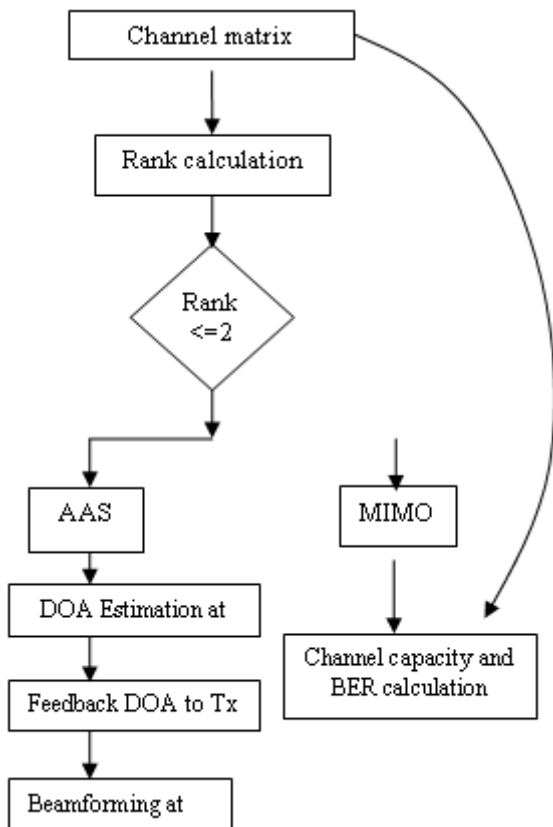 Channel matrix
Rank calculation
Rank
<=2
AAS
MIMO
DOA Estimation at
Channel capacity and
BER calculation
Feedback DOA to Tx
Beamforming at